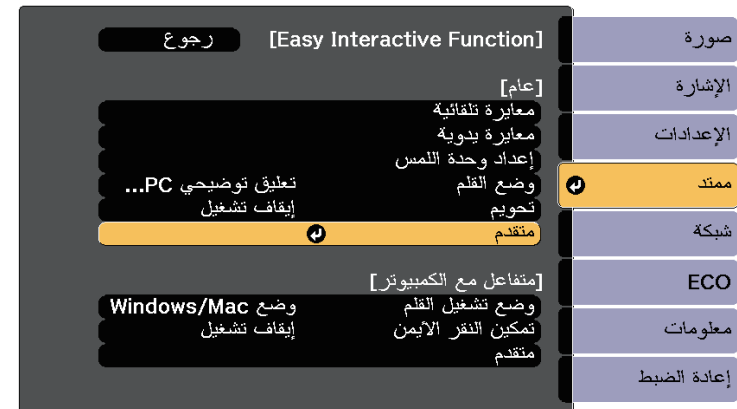 [Easy Interactive Function] رجوع
[عام]
معايرة تلقائية
معايرة يدوية
إعداد وحدة اللمس
وضع القلم تعليق توضيحي PC...
تحويم إيقاف تشغيل
متقدم
[متفاعل مع الكمبيوتر]
وضع تشغيل القلم وضع Windows/Mac
تمكين النقر الأيمن إيقاف تشغيل
متقدم
صورة
الإشارة
الإعدادات
ممتد
شبكة
ECO
معلومات
إعادة الضبط